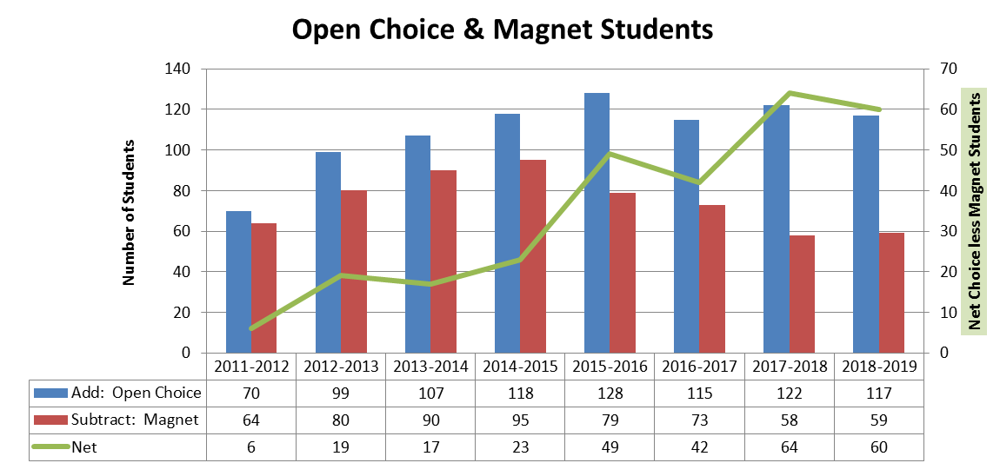 Open Choice & Magnet Students
140
120
100
80
60
40
20
0
Number of Students
70
60
50
40
30
20
10
0
Net Choice less Magnet Students
2011-2012 2012-2013 2013-2014 2014-2015 2015-2016 2016-2017 2017-2018 2018-2019
Add:  Open Choice 70 99 107 118 128 115 122 117
Subtract:  Magnet 64 80 90 95 79 73 58 59
Net 6 19 17 23 49 42 64 60